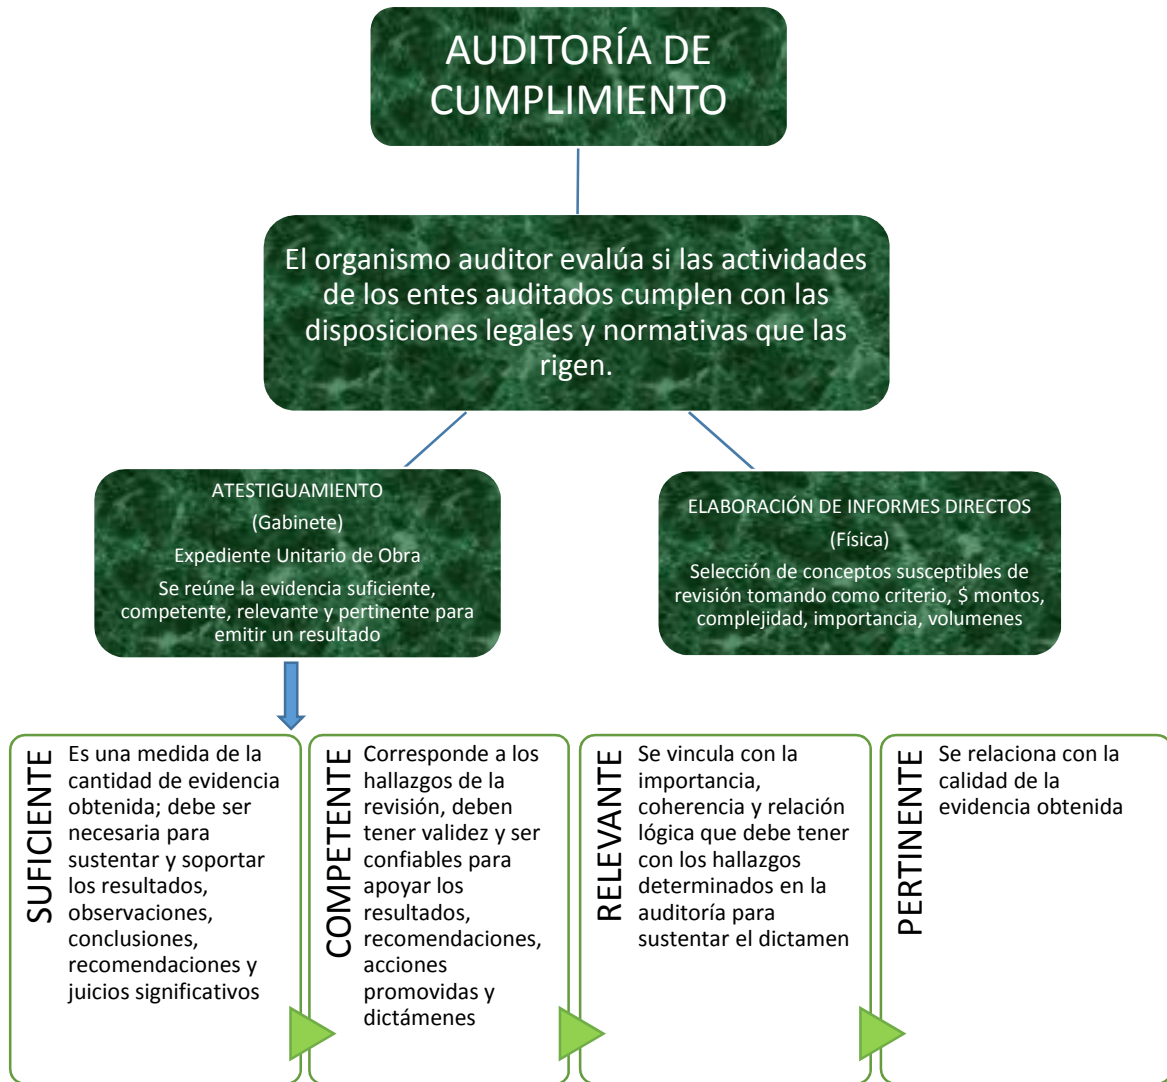 AUDITORÍA DE
CUMPLIMIENTO
El organismo auditor evalúa si las actividades
de los entes auditados cumplen con las
disposiciones legales y normativas que las
rigen.
ATESTIGUAMIENTO
(Gabinete)
Expediente Unitario de Obra
Se reúne la evidencia suficiente,
competente, relevante y pertinente para
emitir un resultado
ELABORACIÓN DE INFORMES DIRECTOS
(Física)
Selección de conceptos susceptibles de
revisión tomando como criterio, $ montos,
complejidad, importancia, volumenes
SUFICIENTE
Es una medida de la
cantidad de evidencia
obtenida; debe ser
necesaria para
sustentar y soportar
los resultados,
observaciones,
conclusiones,
recomendaciones y
juicios significativos
COMPETENTE
Corresponde a los
hallazgos de la
revisión, deben
tener validez y ser
confiables para
apoyar los
resultados,
recomendaciones,
acciones
promovidas y
dictámenes
RELEVANTE
Se vincula con la
importancia,
coherencia y relación
lógica que debe tener
con los hallazgos
determinados en la
auditoría para
sustentar el dictamen
PERTINENTE
Se relaciona con la
calidad de la
evidencia obtenida